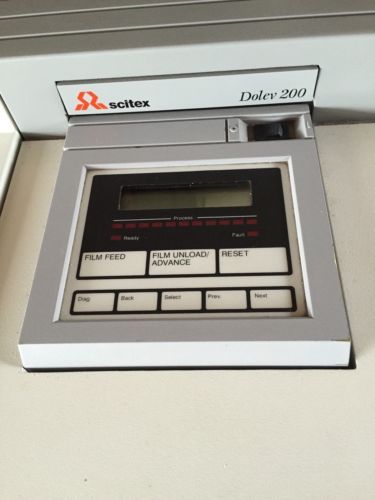 scitex Dolev 200
Process
Ready Fault
FILM FEED FILM UNLOAD/ RESET
ADVANCE
Diag. Back Select Prev. Next